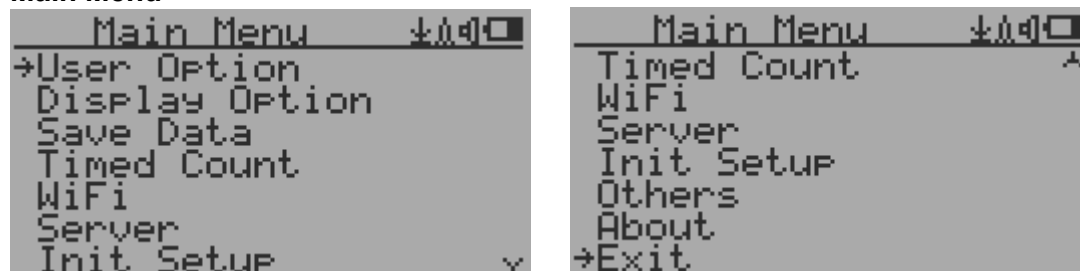 Main Menu
→User Option
Display Option
Save Data
Timed Count
WiFi
Server
Init Setup
Main Menu
Timed Count
WiFi
Server
Init Setup
Others
About
→Exit